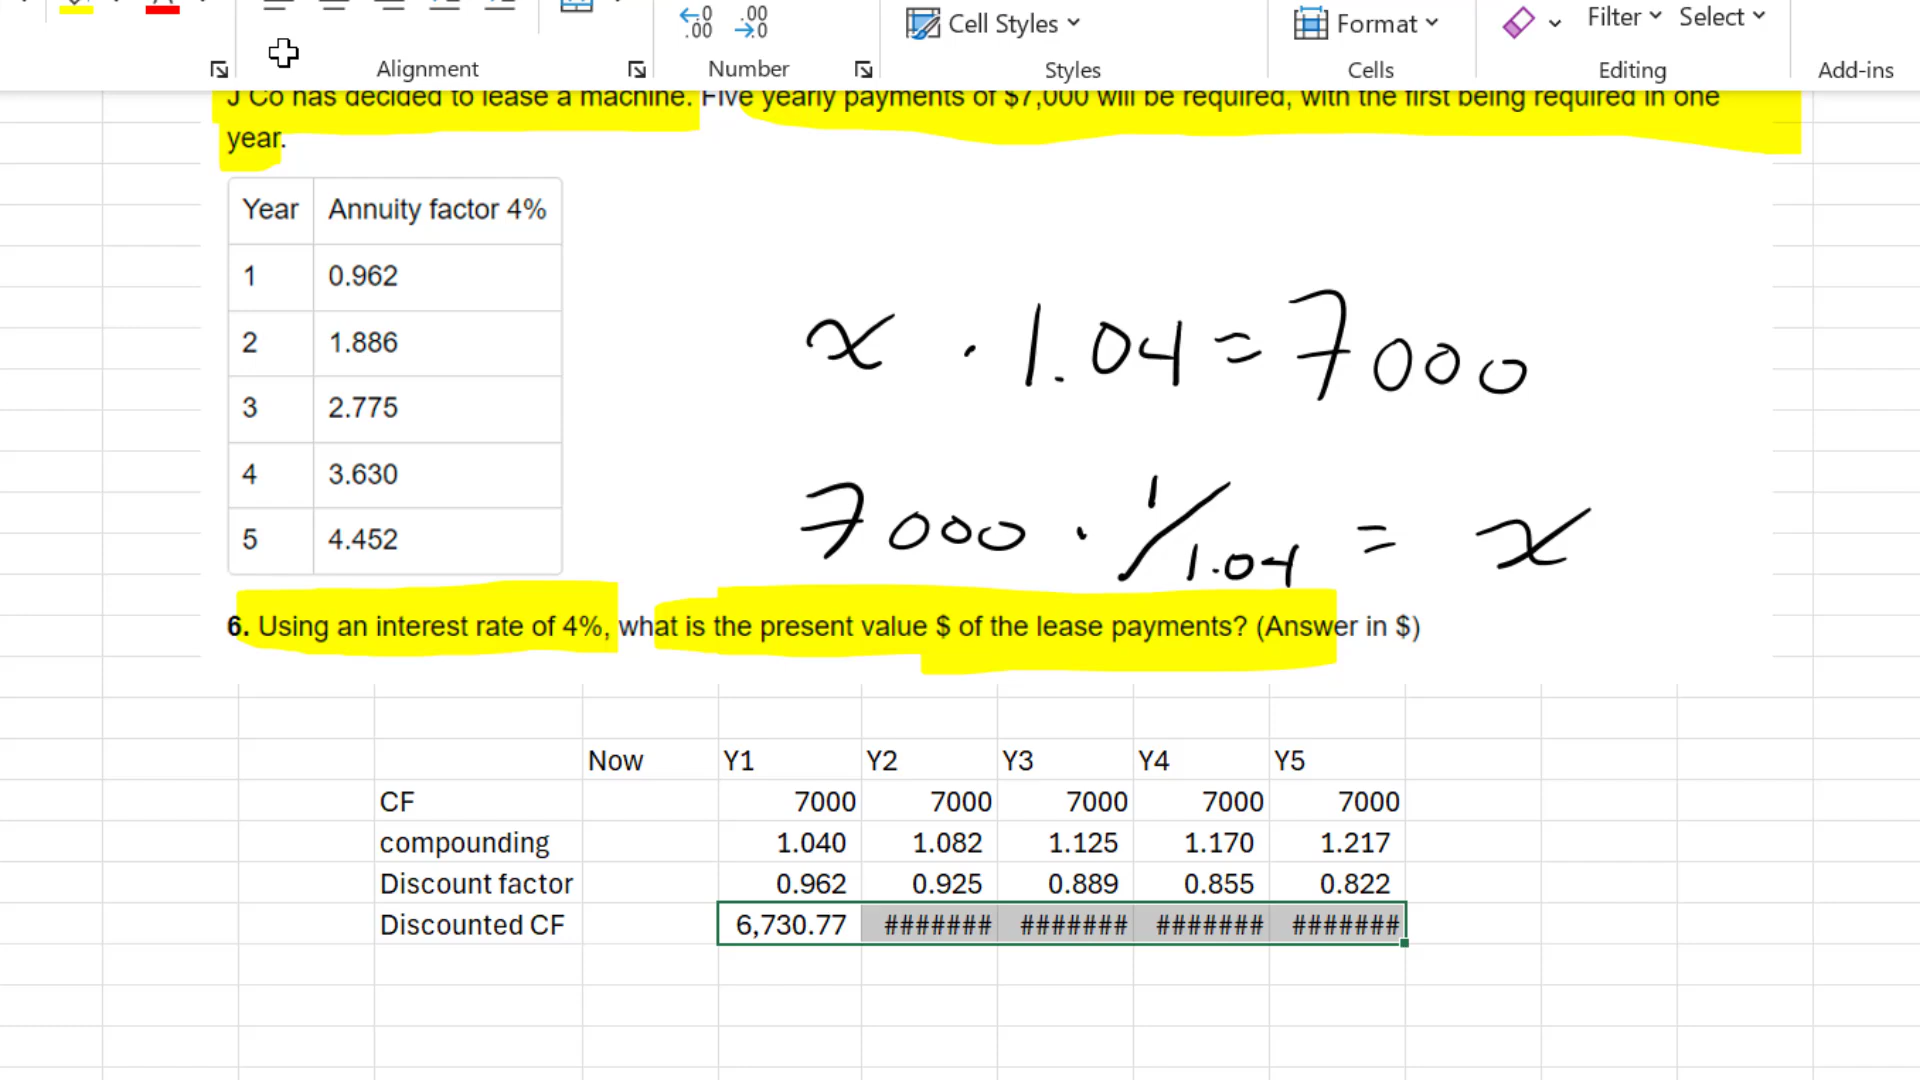 Cell Styles
Format
Filter
Select
Alignment
Number
Styles
Cells
Editing
Add-ins
J Co has decided to lease a machine. Five yearly payments of $7,000 will be required, with the first being required in one
year.
Year Annuity factor 4%
1 0.962
2 1.886
3 2.775
4 3.630
5 4.452
x · 1.04 = 7000
7000 · 1/1.04 = x
6. Using an interest rate of 4%, what is the present value $ of the lease payments? (Answer in $)
Now Y1 Y2 Y3 Y4 Y5
CF 7000 7000 7000 7000 7000
compounding 1.040 1.082 1.125 1.170 1.217
Discount factor 0.962 0.925 0.889 0.855 0.822
Discounted CF 6,730.77 ####### ####### ####### #######